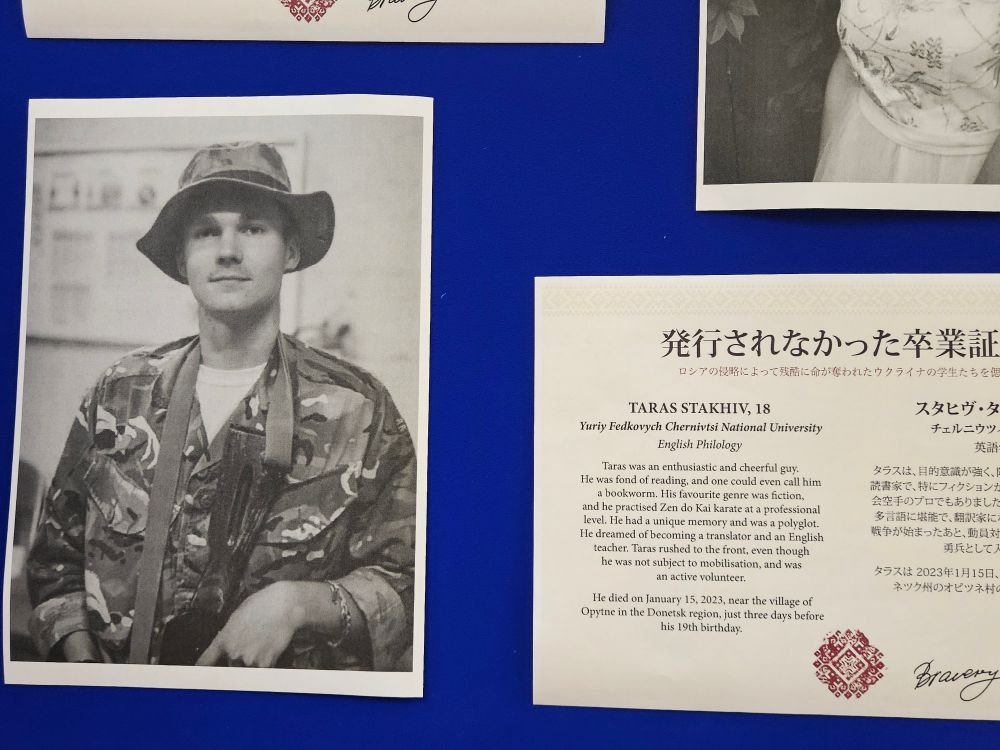 Bravery
発行されなかった卒業証
ロシアの侵略によって残酷に命が奪われたウクライナの学生たちを偲
TARAS STAKHIV, 18
Yuriy Fedkovych Chernivtsi National University
English Philology
Taras was an enthusiastic and cheerful guy.
He was fond of reading, and one could even call him
a bookworm. His favourite genre was fiction,
and he practised Zen do Kai karate at a professional
level. He had a unique memory and was a polyglot.
He dreamed of becoming a translator and an English
teacher. Taras rushed to the front, even though
he was not subject to mobilisation, and was
an active volunteer.
He died on January 15, 2023, near the village of
Opytne in the Donetsk region, just three days before
his 19th birthday.
スタヒヴ・タ
チェルニウツ
英語
タラスは、目的意識が強く、
読書家で、特にフィクションが
会空手のプロでもありました
多言語に堪能で、翻訳家に
戦争が始まったあと、動員対
勇兵として入
タラスは 2023年1月15日、
ネツク州のオピツネ村の
Bravery